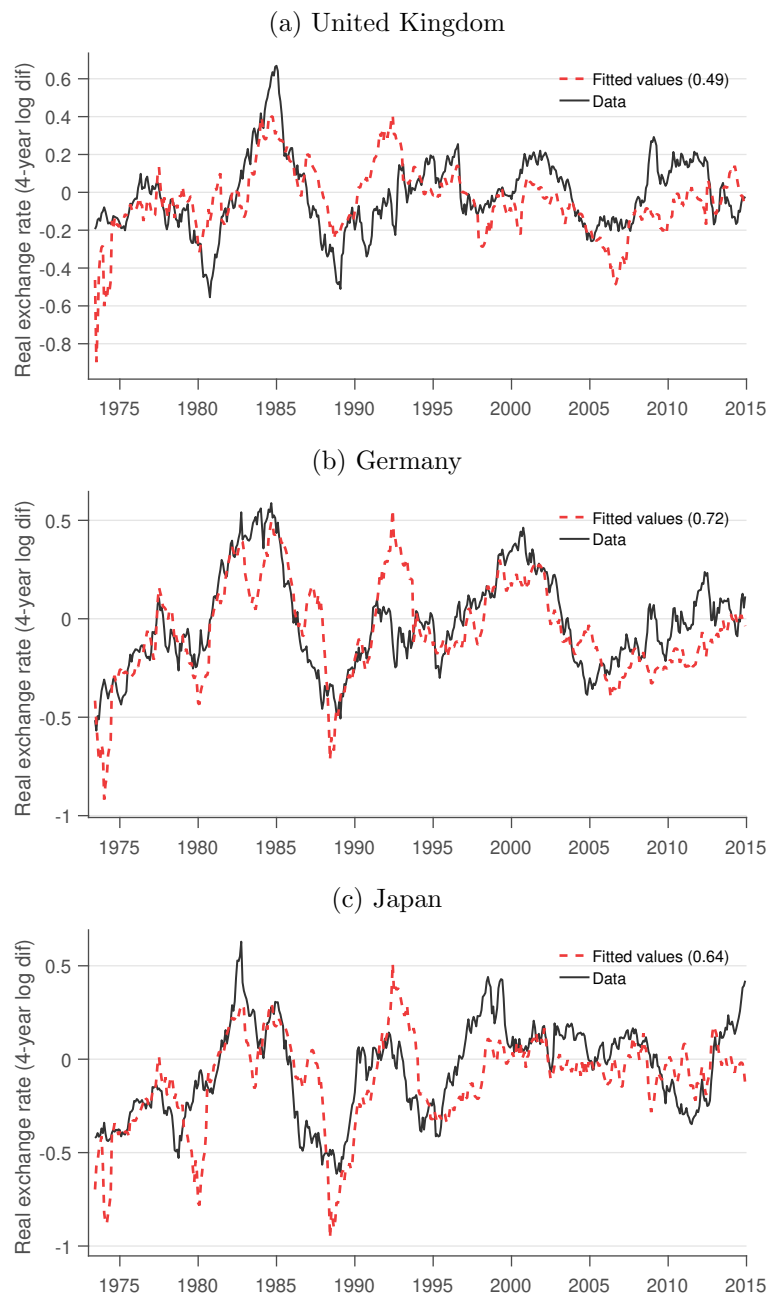 (a) United Kingdom
Real exchange rate (4-year log dif)
0.6
0.4
0.2
0
-0.2
-0.4
-0.6
-0.8
Fitted values (0.49)
Data
1975 1980 1985 1990 1995 2000 2005 2010 2015
(b) Germany
Real exchange rate (4-year log dif)
0.5
0
-0.5
-1
Fitted values (0.72)
Data
1975 1980 1985 1990 1995 2000 2005 2010 2015
(c) Japan
Real exchange rate (4-year log dif)
0.5
0
-0.5
-1
Fitted values (0.64)
Data
1975 1980 1985 1990 1995 2000 2005 2010 2015